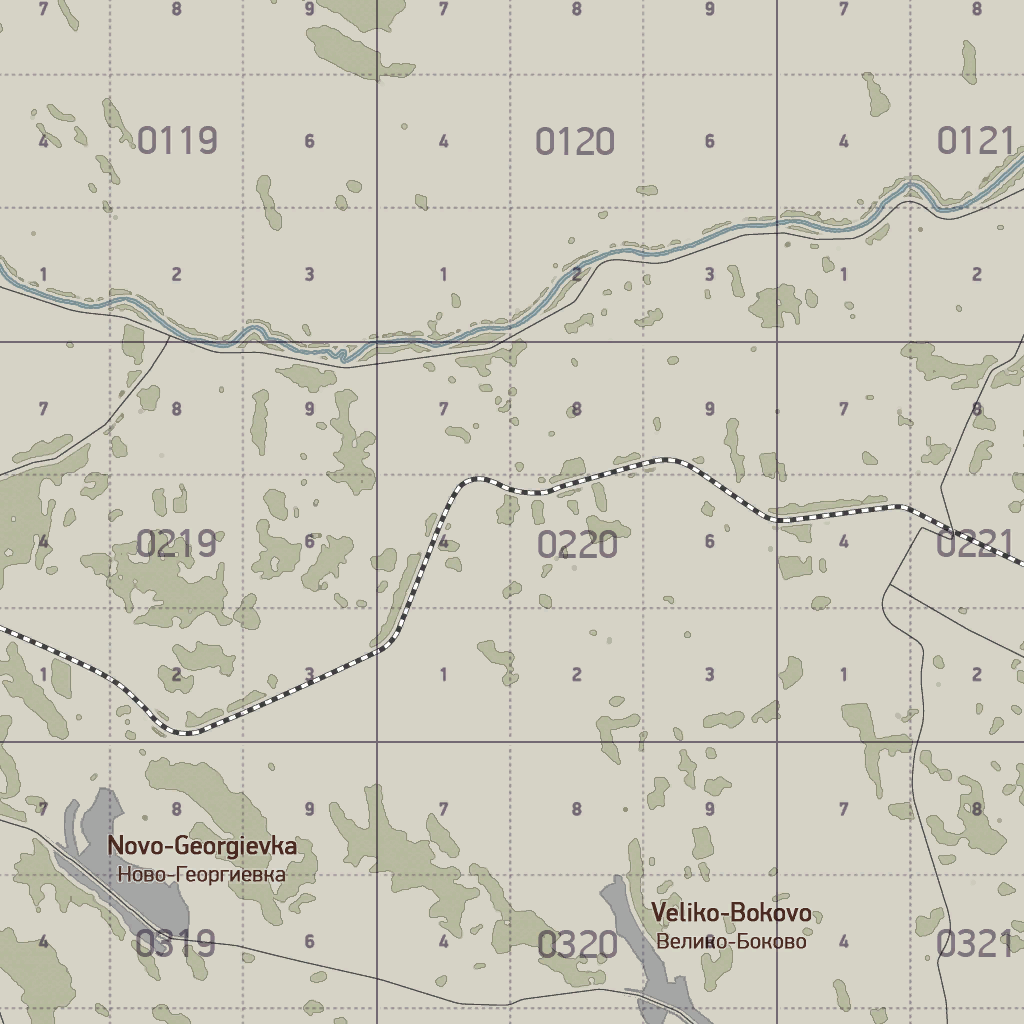 7 8 9 7 8 9 7 8
4 0119 6 4 0120 6 4 0121
1 2 3 1 2 3 1 2
7 8 9 7 8 9 7 8
4 0219 6 4 0220 6 4 0221
1 2 3 1 2 3 1 2
7 8 9 7 8 9 7 8
Novo-Georgievka
Ново-Георгиевка
Veliko-Bokovo
Велико-Боково
4 0319 6 4 0320 6 4 0321